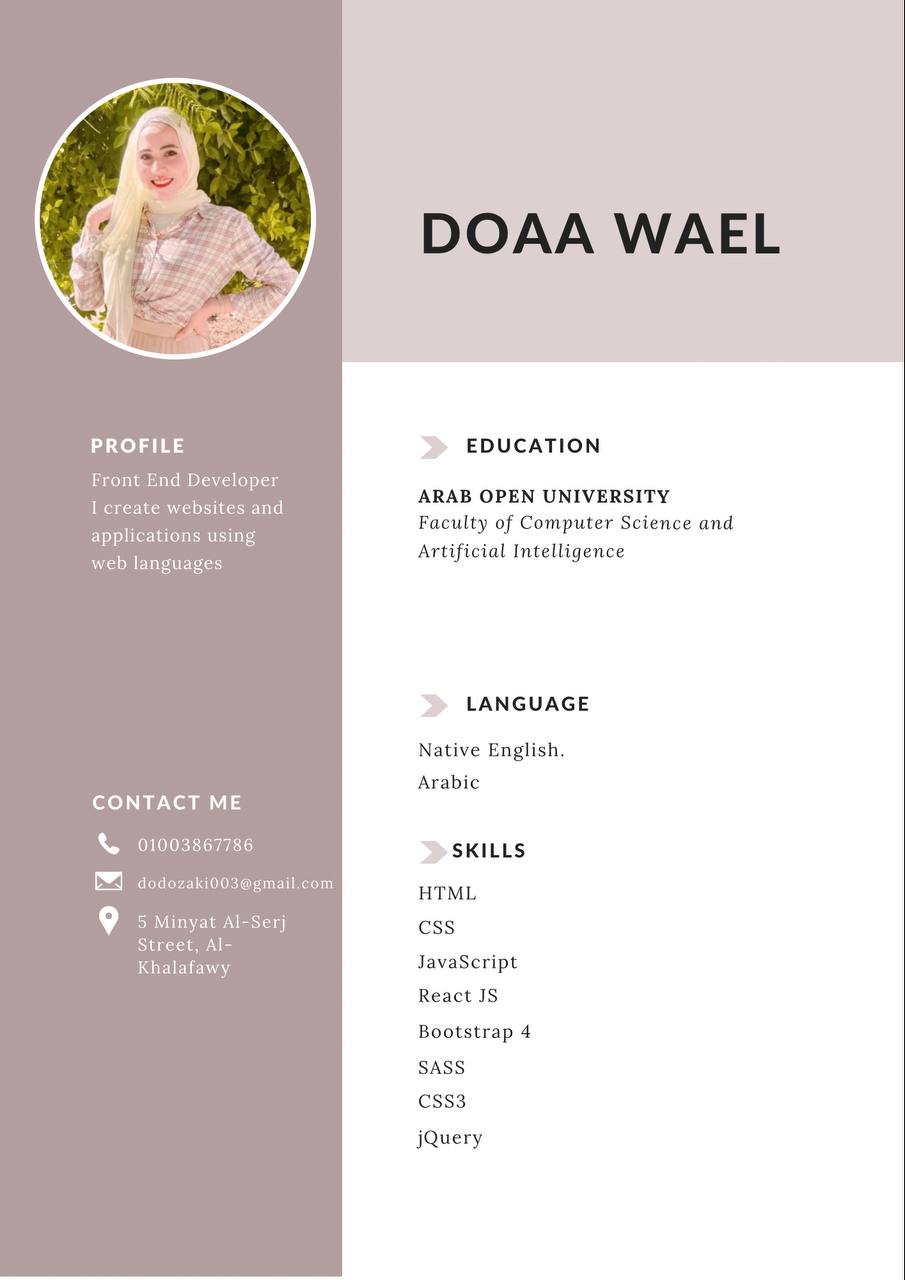 DOAA WAEL
PROFILE
Front End Developer
I create websites and
applications using
web languages
CONTACT ME
01003867786
dodozaki003@gmail.com
5 Minyat Al-Serj
Street, Al-
Khalafawy
EDUCATION
ARAB OPEN UNIVERSITY
Faculty of Computer Science and
Artificial Intelligence
LANGUAGE
Native English.
Arabic
SKILLS
HTML
CSS
JavaScript
React JS
Bootstrap 4
SASS
CSS3
jQuery